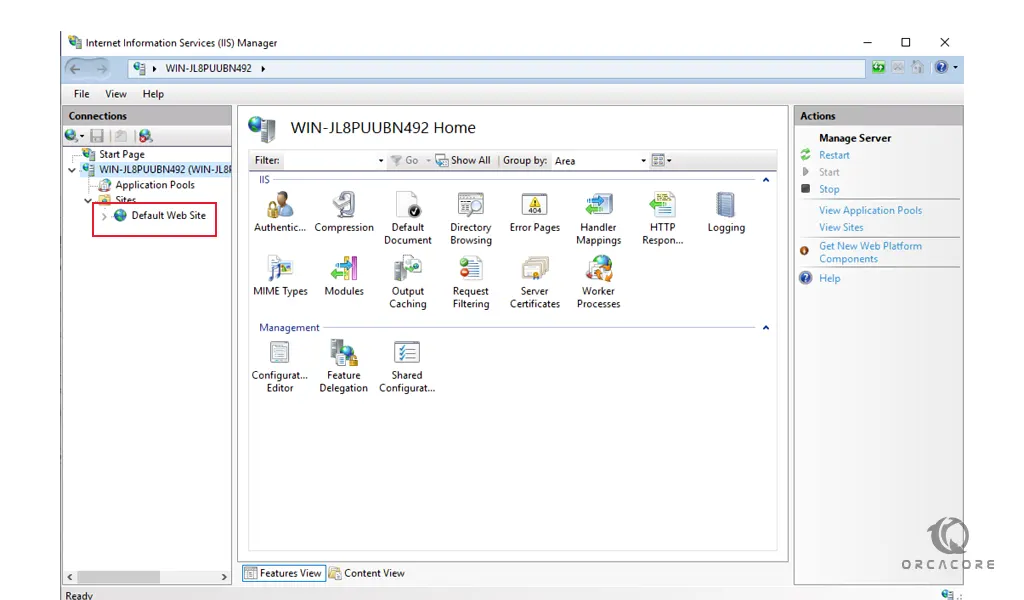 Internet Information Services (IIS) Manager
WIN-JL8PUUBN492
File View Help
Connections
Start Page
WIN-JL8PUUBN492 (WIN-JL8
Application Pools
Sites
Default Web Site
WIN-JL8PUUBN492 Home
Filter: Go Show All Group by: Area
IIS
Authentic... Compression Default Document Directory Browsing Error Pages Handler Mappings HTTP Respon... Logging
MIME Types Modules Output Caching Request Filtering Server Certificates Worker Processes
Management
Configurat... Editor Feature Delegation Shared Configurat...
Features View Content View
Actions
Manage Server
Restart
Start
Stop
View Application Pools
View Sites
Get New Web Platform
Components
Help
Ready
ORCACORE